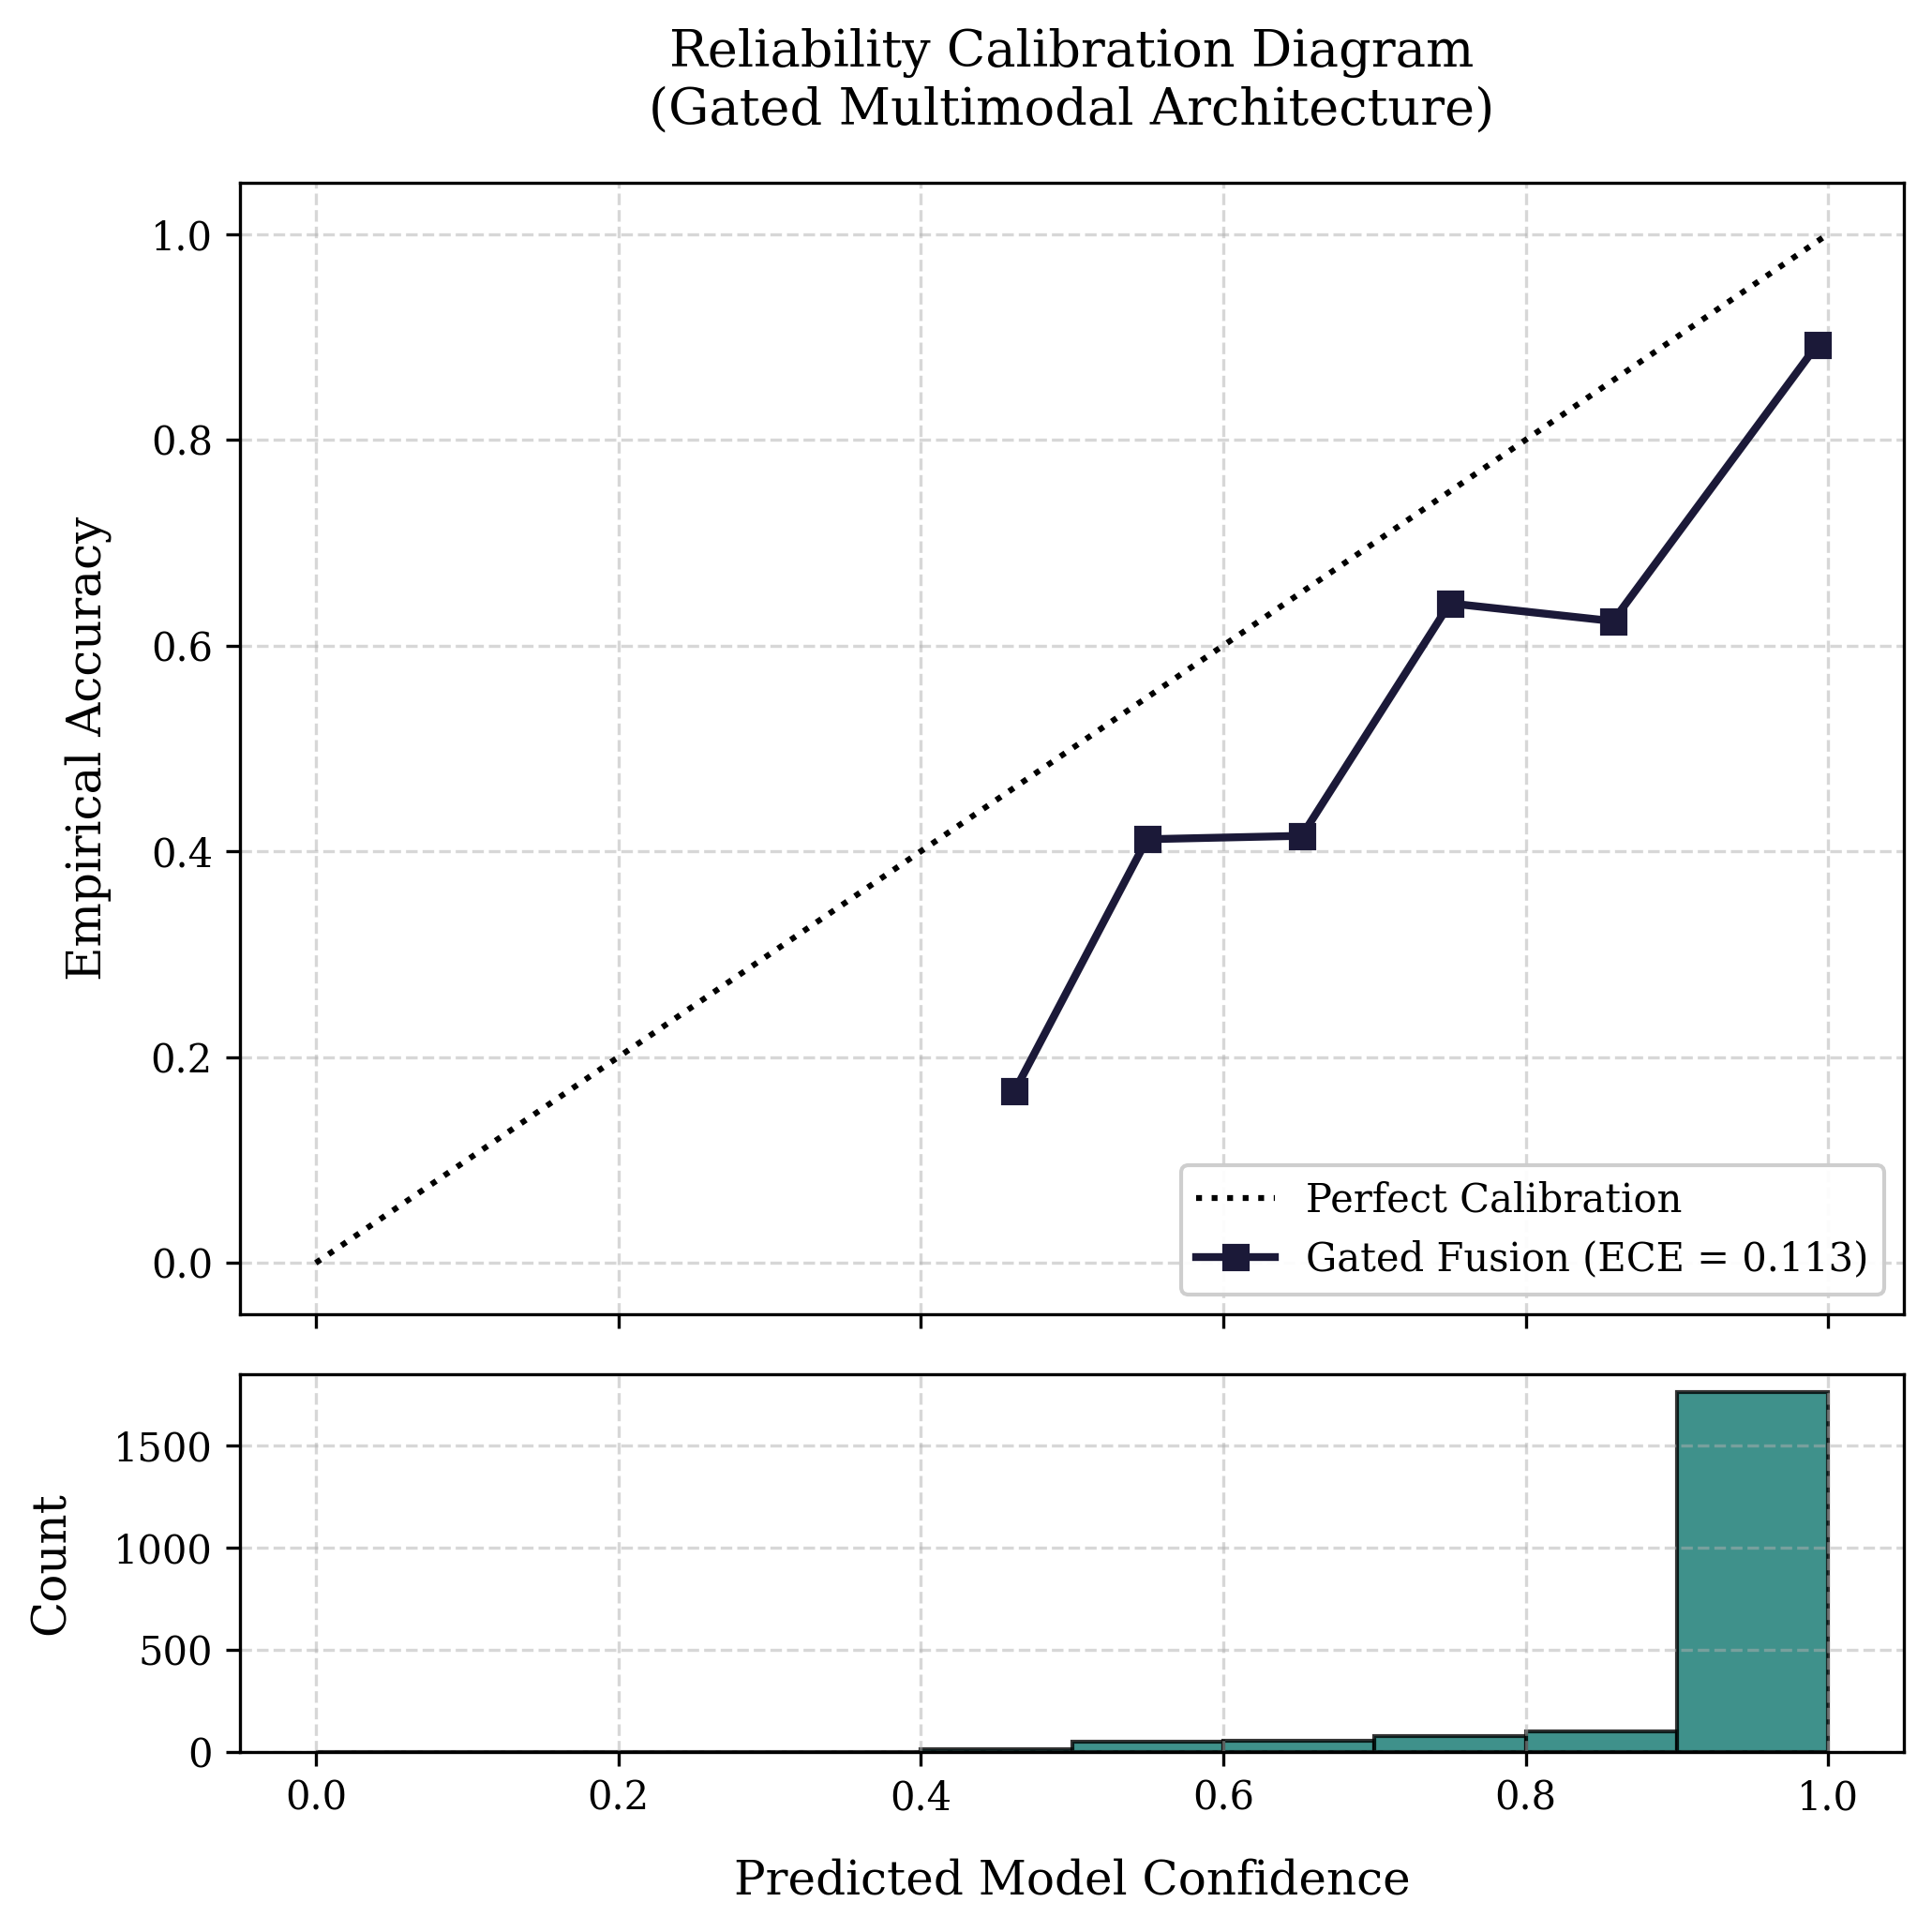 Reliability Calibration Diagram
(Gated Multimodal Architecture)
1.0
0.8
0.6
0.4
0.2
0.0
Empirical Accuracy
Perfect Calibration
Gated Fusion (ECE = 0.113)
1500
1000
500
0
Count
0.0 0.2 0.4 0.6 0.8 1.0
Predicted Model Confidence